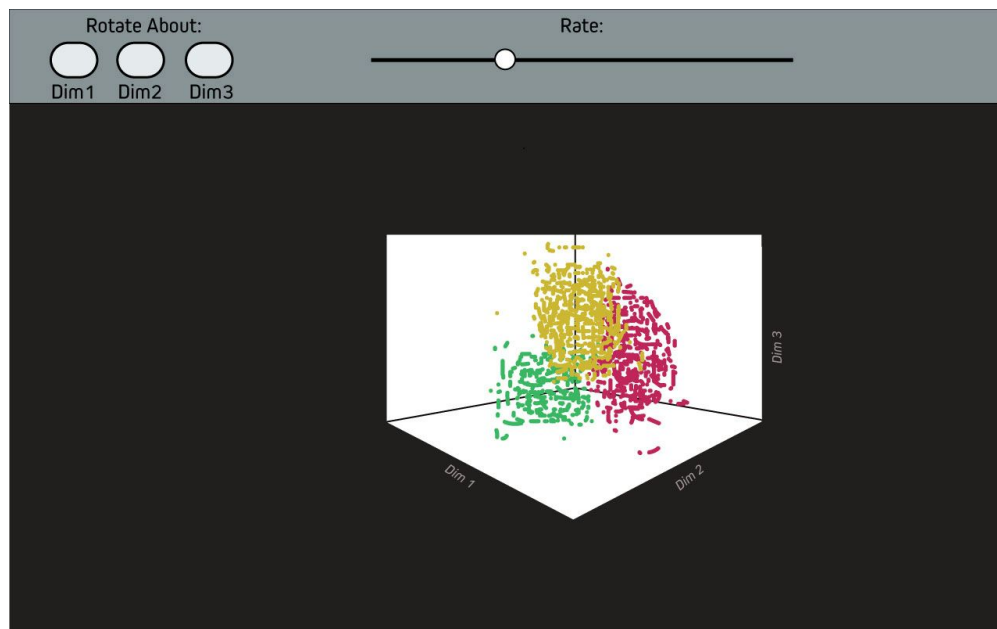 Rotate About:
Rate:
Dim1
Dim2
Dim3
Dim 3
Dim 1
Dim 2